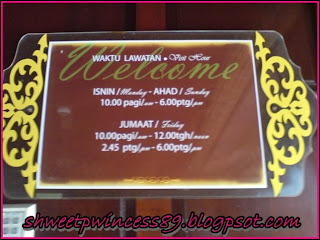 WAKTU LAWATAN • Visit Hour
Welcome
ISNIN / Monday - AHAD / Sunday
10.00 pagi/am - 6.00ptg/pm
JUMAAT / Friday
10.00pagi/am - 12.00tgh/noon
2.45 ptg/pm - 6.00ptg/pm
shweetpwincess89.blogspot.com